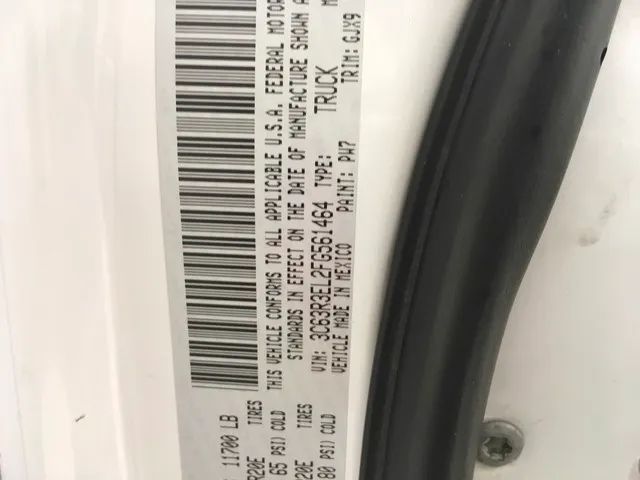 11700 LB
R20E TIRES
65 PSI) COLD
20E TIRES
80 PSI) COLD
THIS VEHICLE CONFORMS TO ALL APPLICABLE U.S.A. FEDERAL MOTOR
STANDARDS IN EFFECT ON THE DATE OF MANUFACTURE SHOWN A
VIN: 3C63R3EL2FG561464 TYPE: TRUCK
VEHICLE MADE IN MEXICO PAINT: PW7 TRIM: GJX9